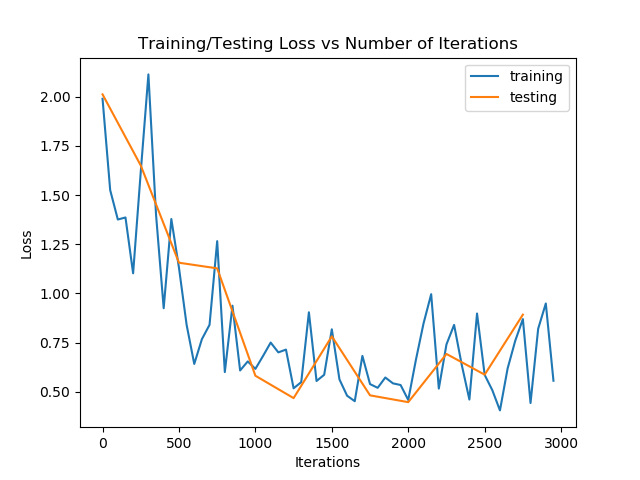 Training/Testing Loss vs Number of Iterations
training
testing
2.00
1.75
1.50
1.25
1.00
0.75
0.50
Loss
0 500 1000 1500 2000 2500 3000
Iterations